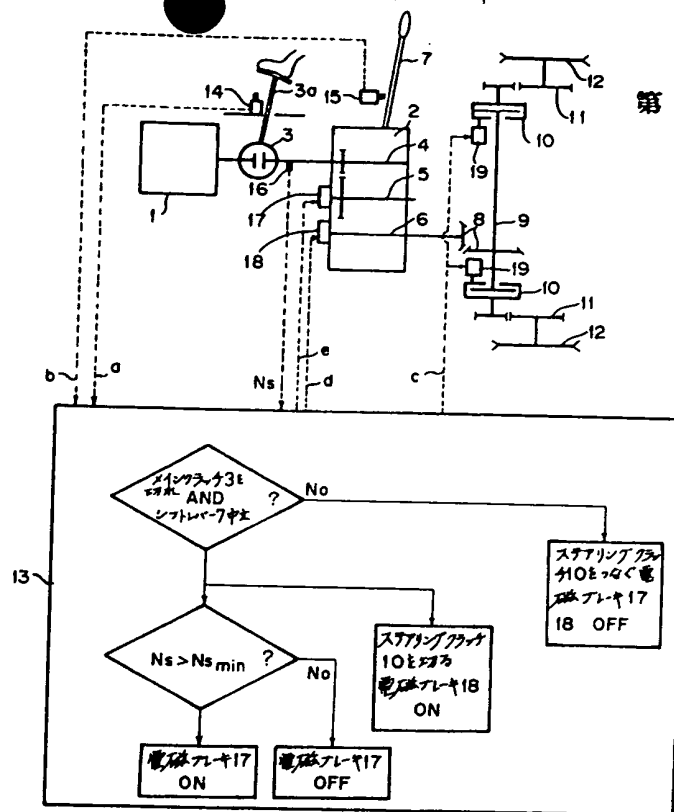 7
12
第
3a
14
15
2
11
3
10
4
19
16
5
17
9
1
6
8
18
19
10
11
e
12
b
a
Ns
d
c
メインクラッチ3を
切れ
AND
シフトレバー7中立
?
No
13
ステアリングクラッ
チ10をつなぐ電
磁ブレーキ17
18 OFF
ステアリングクラッチ
10を切る
電磁ブレーキ18
ON
Ns>Nsmin ?
No
電磁ブレーキ17
ON
電磁ブレーキ17
OFF